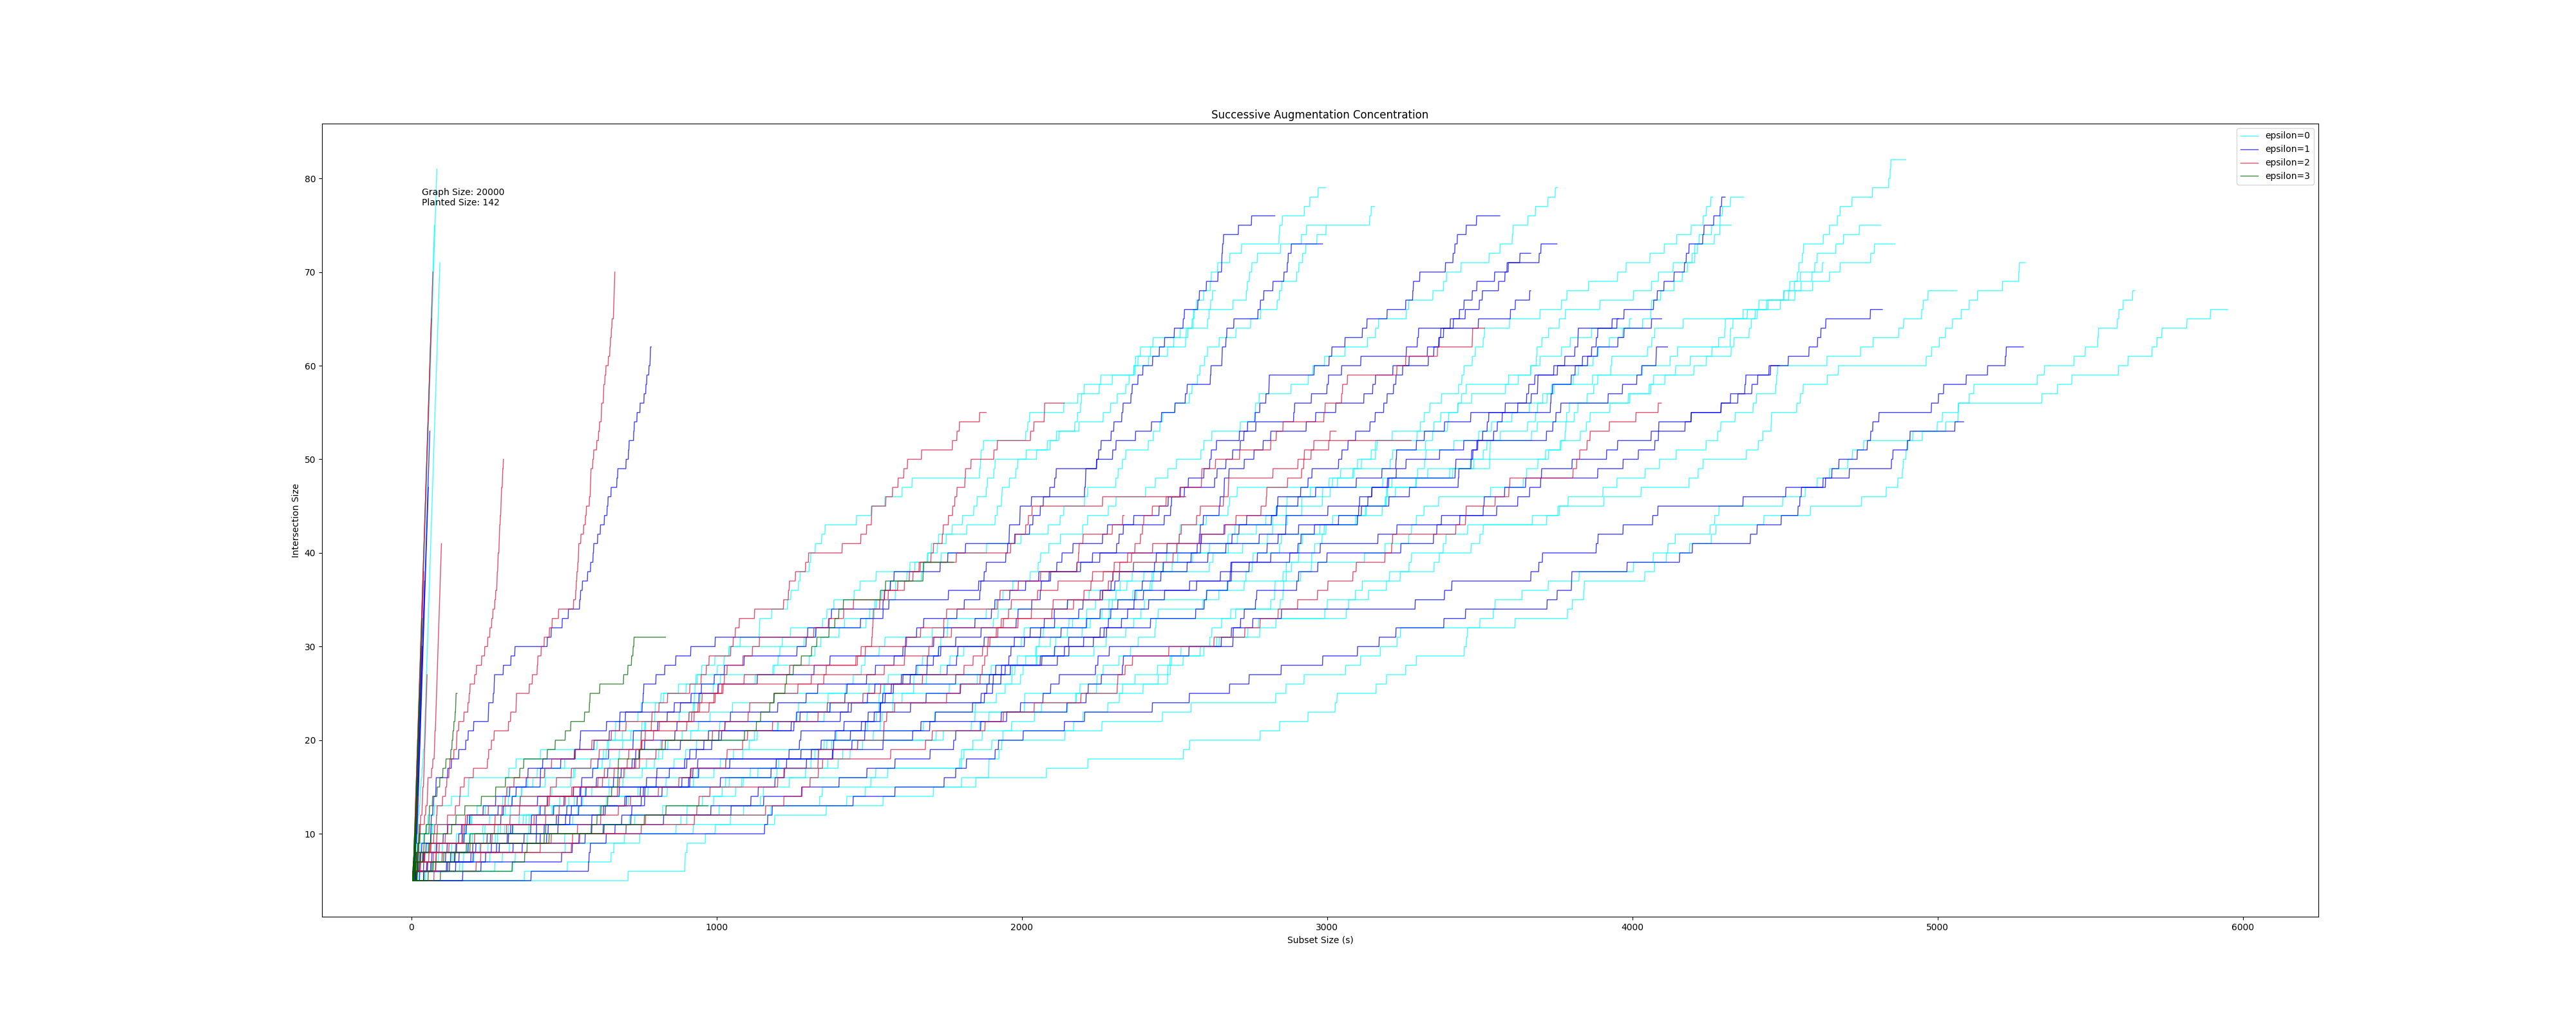 Successive Augmentation Concentration
epsilon=0
epsilon=1
epsilon=2
epsilon=3
Graph Size: 20000
Planted Size: 142
Intersection Size
80
70
60
50
40
30
20
10
0 1000 2000 3000 4000 5000 6000
Subset Size (s)